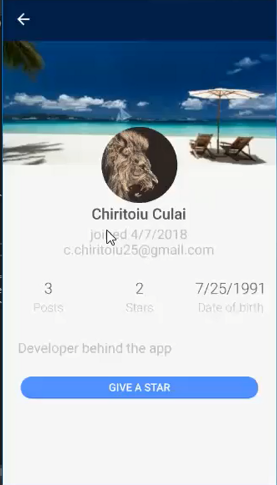 Chiritoiu Culai
joined 4/7/2018
c.chiritoiu25@gmail.com
3 2 7/25/1991
Posts Stars Date of birth
Developer behind the app
GIVE A STAR